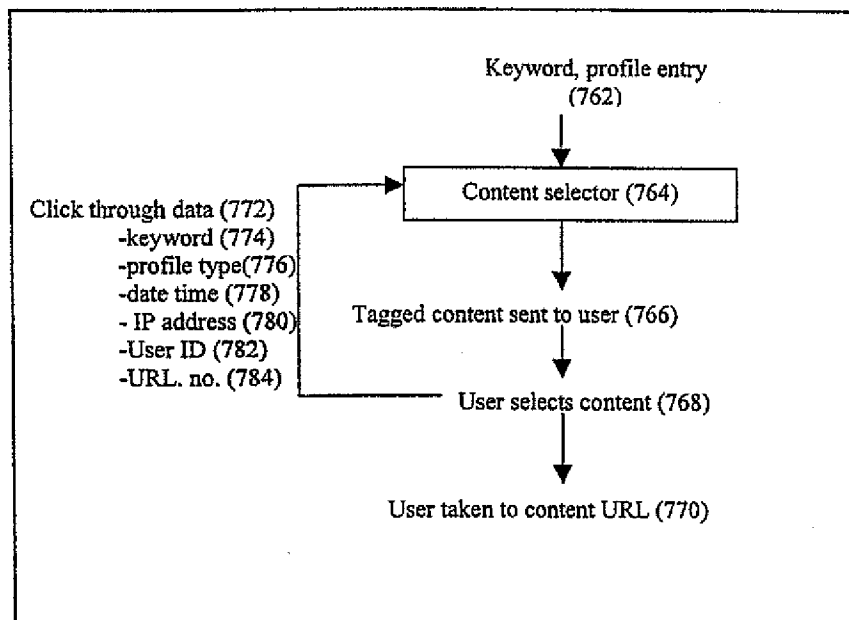 Keyword, profile entry
(762)
Content selector (764)
Click through data (772)
-keyword (774)
-profile type(776)
-date time (778)
- IP address (780)
-User ID (782)
-URL. no. (784)
Tagged content sent to user (766)
User selects content (768)
User taken to content URL (770)